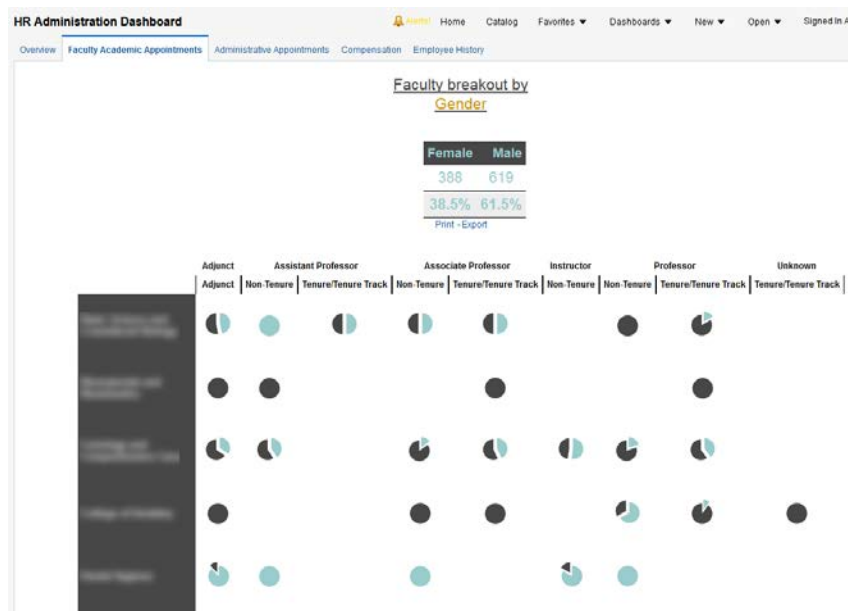 HR Administration Dashboard
Alerts! Home Catalog Favorites ▼ Dashboards ▼ New ▼ Open ▼ Signed In A
Overview Faculty Academic Appointments Administrative Appointments Compensation Employee History
Faculty breakout by
Gender
Female Male
388 619
38.5% 61.5%
Print - Export
Adjunct Assistant Professor Associate Professor Instructor Professor Unknown
Adjunct Non-Tenure Tenure/Tenure Track Non-Tenure Tenure/Tenure Track Non-Tenure Non-Tenure Tenure/Tenure Track Tenure/Tenure Track